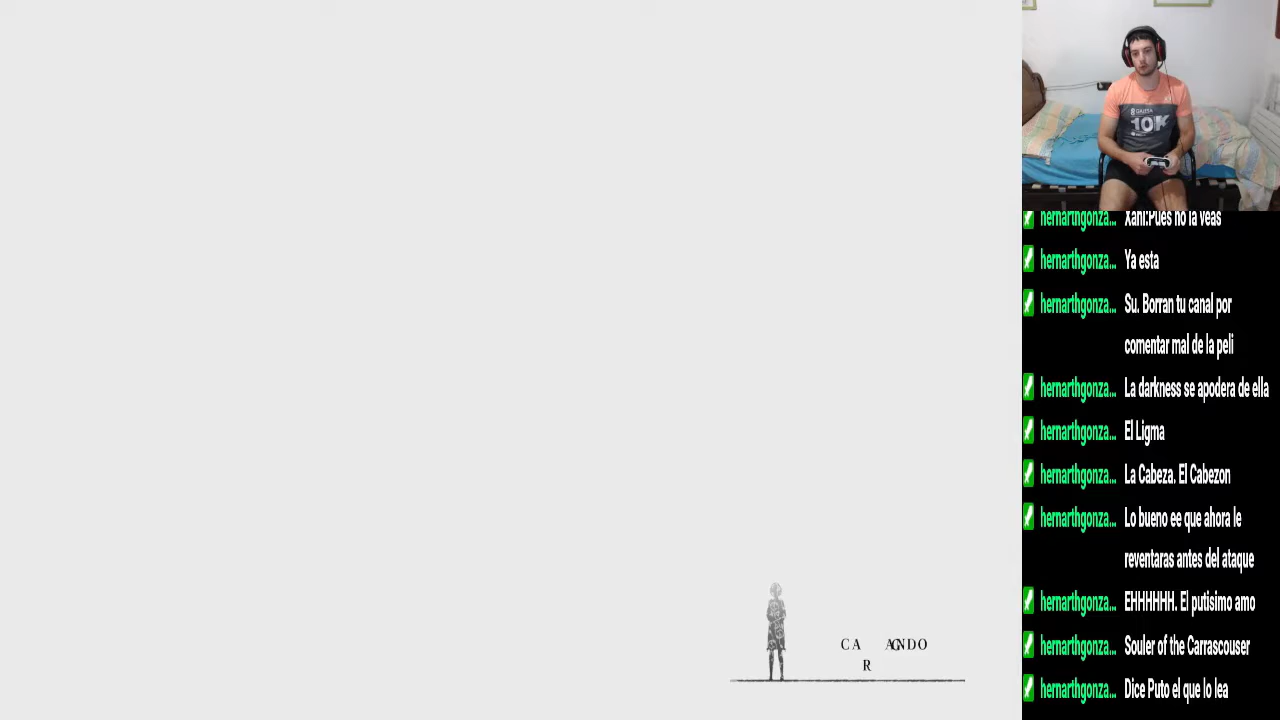 10K
hernarthgonza... Xani:Pues no la veas
hernarthgonza... Ya esta
hernarthgonza... Su. Borran tu canal por
comentar mal de la peli
hernarthgonza... La darkness se apodera de ella
hernarthgonza... El Ligma
hernarthgonza... La Cabeza. El Cabezon
hernarthgonza... Lo bueno ee que ahora le
reventaras antes del ataque
hernarthgonza... EHHHHHH. El putisimo amo
hernarthgonza... Souler of the Carrascouser
hernarthgonza... Dice Puto el que lo lea
CARGANDO